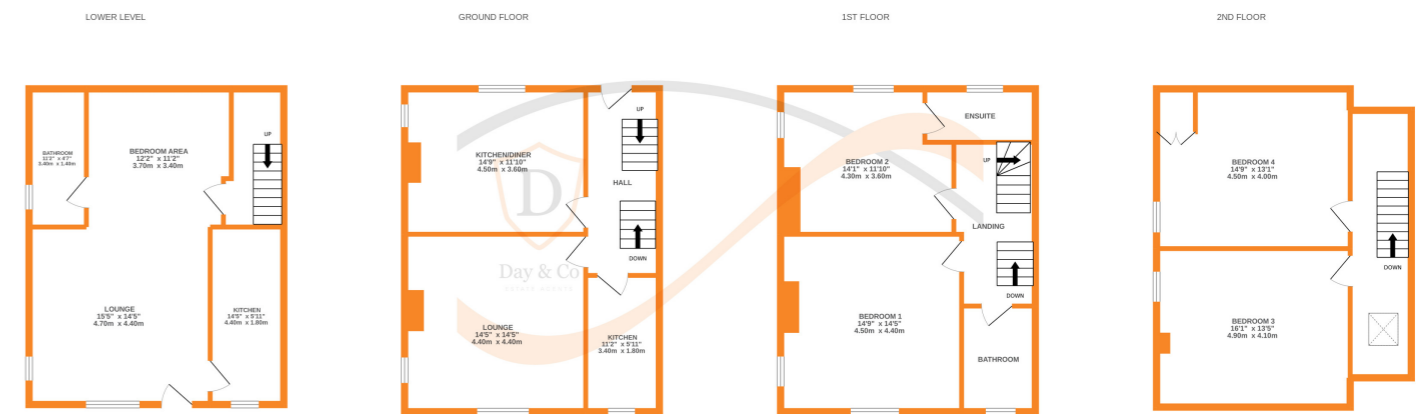 LOWER LEVEL
BATHROOM
11'2" x 4'7"
3.40m x 1.40m
BEDROOM AREA
12'2" x 11'2"
3.70m x 3.40m
UP
LOUNGE
15'5" x 14'5"
4.70m x 4.40m
KITCHEN
14'5" x 5'11"
4.40m x 1.80m
GROUND FLOOR
KITCHEN/DINER
14'9" x 11'10"
4.50m x 3.60m
UP
HALL
DOWN
D
Day & Co
ESTATE AGENTS
LOUNGE
14'5" x 14'5"
4.40m x 4.40m
KITCHEN
11'2" x 5'11"
3.40m x 1.80m
1ST FLOOR
ENSUITE
BEDROOM 2
14'1" x 11'10"
4.30m x 3.60m
UP
LANDING
DOWN
BEDROOM 1
14'9" x 14'5"
4.50m x 4.40m
BATHROOM
2ND FLOOR
BEDROOM 4
14'9" x 13'1"
4.50m x 4.00m
DOWN
BEDROOM 3
16'1" x 13'5"
4.90m x 4.10m